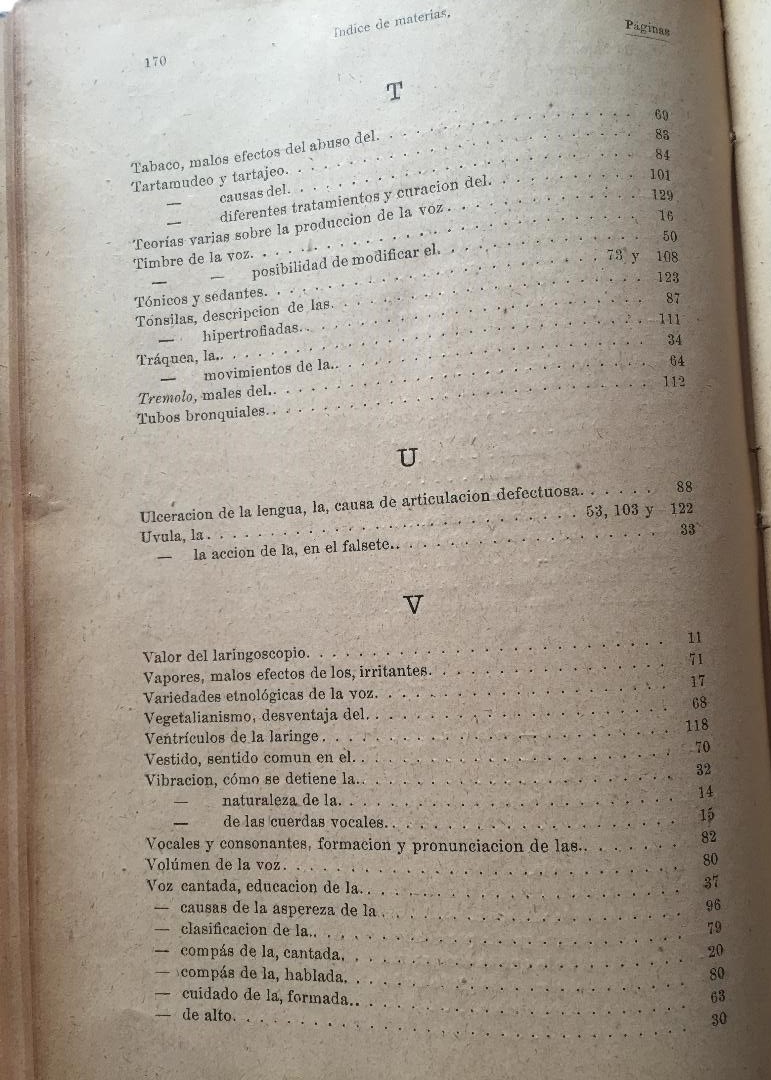 170
Indice de materias.
Páginas
T
Tabaco, malos efectos del abuso del. . . . . . . . 69
Tartamudeo y tartajeo. . . . . . . . 83
— causas del. . . . . . . . 84
— diferentes tratamientos y curacion del. . . . . . . . 101
Teorías varias sobre la produccion de la voz . . . . . . . . 129
Timbre de la voz. . . . . . . . 16
— — posibilidad de modificar el. . . . . . . . 50
Tónicos y sedantes. . . . . . . . 73 y 108
Tónsilas, descripcion de las. . . . . . . . 123
— hipertrofiadas. . . . . . . . 87
Tráquea, la. . . . . . . . 111
— movimientos de la. . . . . . . . 34
Tremolo, males del. . . . . . . . 64
Tubos bronquiales. . . . . . . . 112
U
Ulceracion de la lengua, la, causa de articulacion defectuosa. . . . . . 88
Uvula, la. . . . . . . . 53, 103 y 122
— la accion de la, en el falsete. . . . . . . . 33
V
Valor del laringoscopio. . . . . . . . 11
Vapores, malos efectos de los, irritantes. . . . . . . . 71
Variedades etnológicas de la voz. . . . . . . . 17
Vegetalianismo, desventaja del. . . . . . . . 68
Ventrículos de la laringe . . . . . . . . 118
Vestido, sentido comun en el. . . . . . . . 70
Vibracion, cómo se detiene la. . . . . . . . 32
— naturaleza de la. . . . . . . . 14
— de las cuerdas vocales. . . . . . . . 15
Vocales y consonantes, formacion y pronunciacion de las. . . . . . . 82
Volúmen de la voz. . . . . . . . 80
Voz cantada, educacion de la. . . . . . . . 37
— causas de la aspereza de la . . . . . . . . 96
— clasificacion de la. . . . . . . . 79
— compás de la, cantada. . . . . . . . 20
— compás de la, hablada. . . . . . . . 80
— cuidado de la, formada. . . . . . . . 63
— de alto. . . . . . . . 30